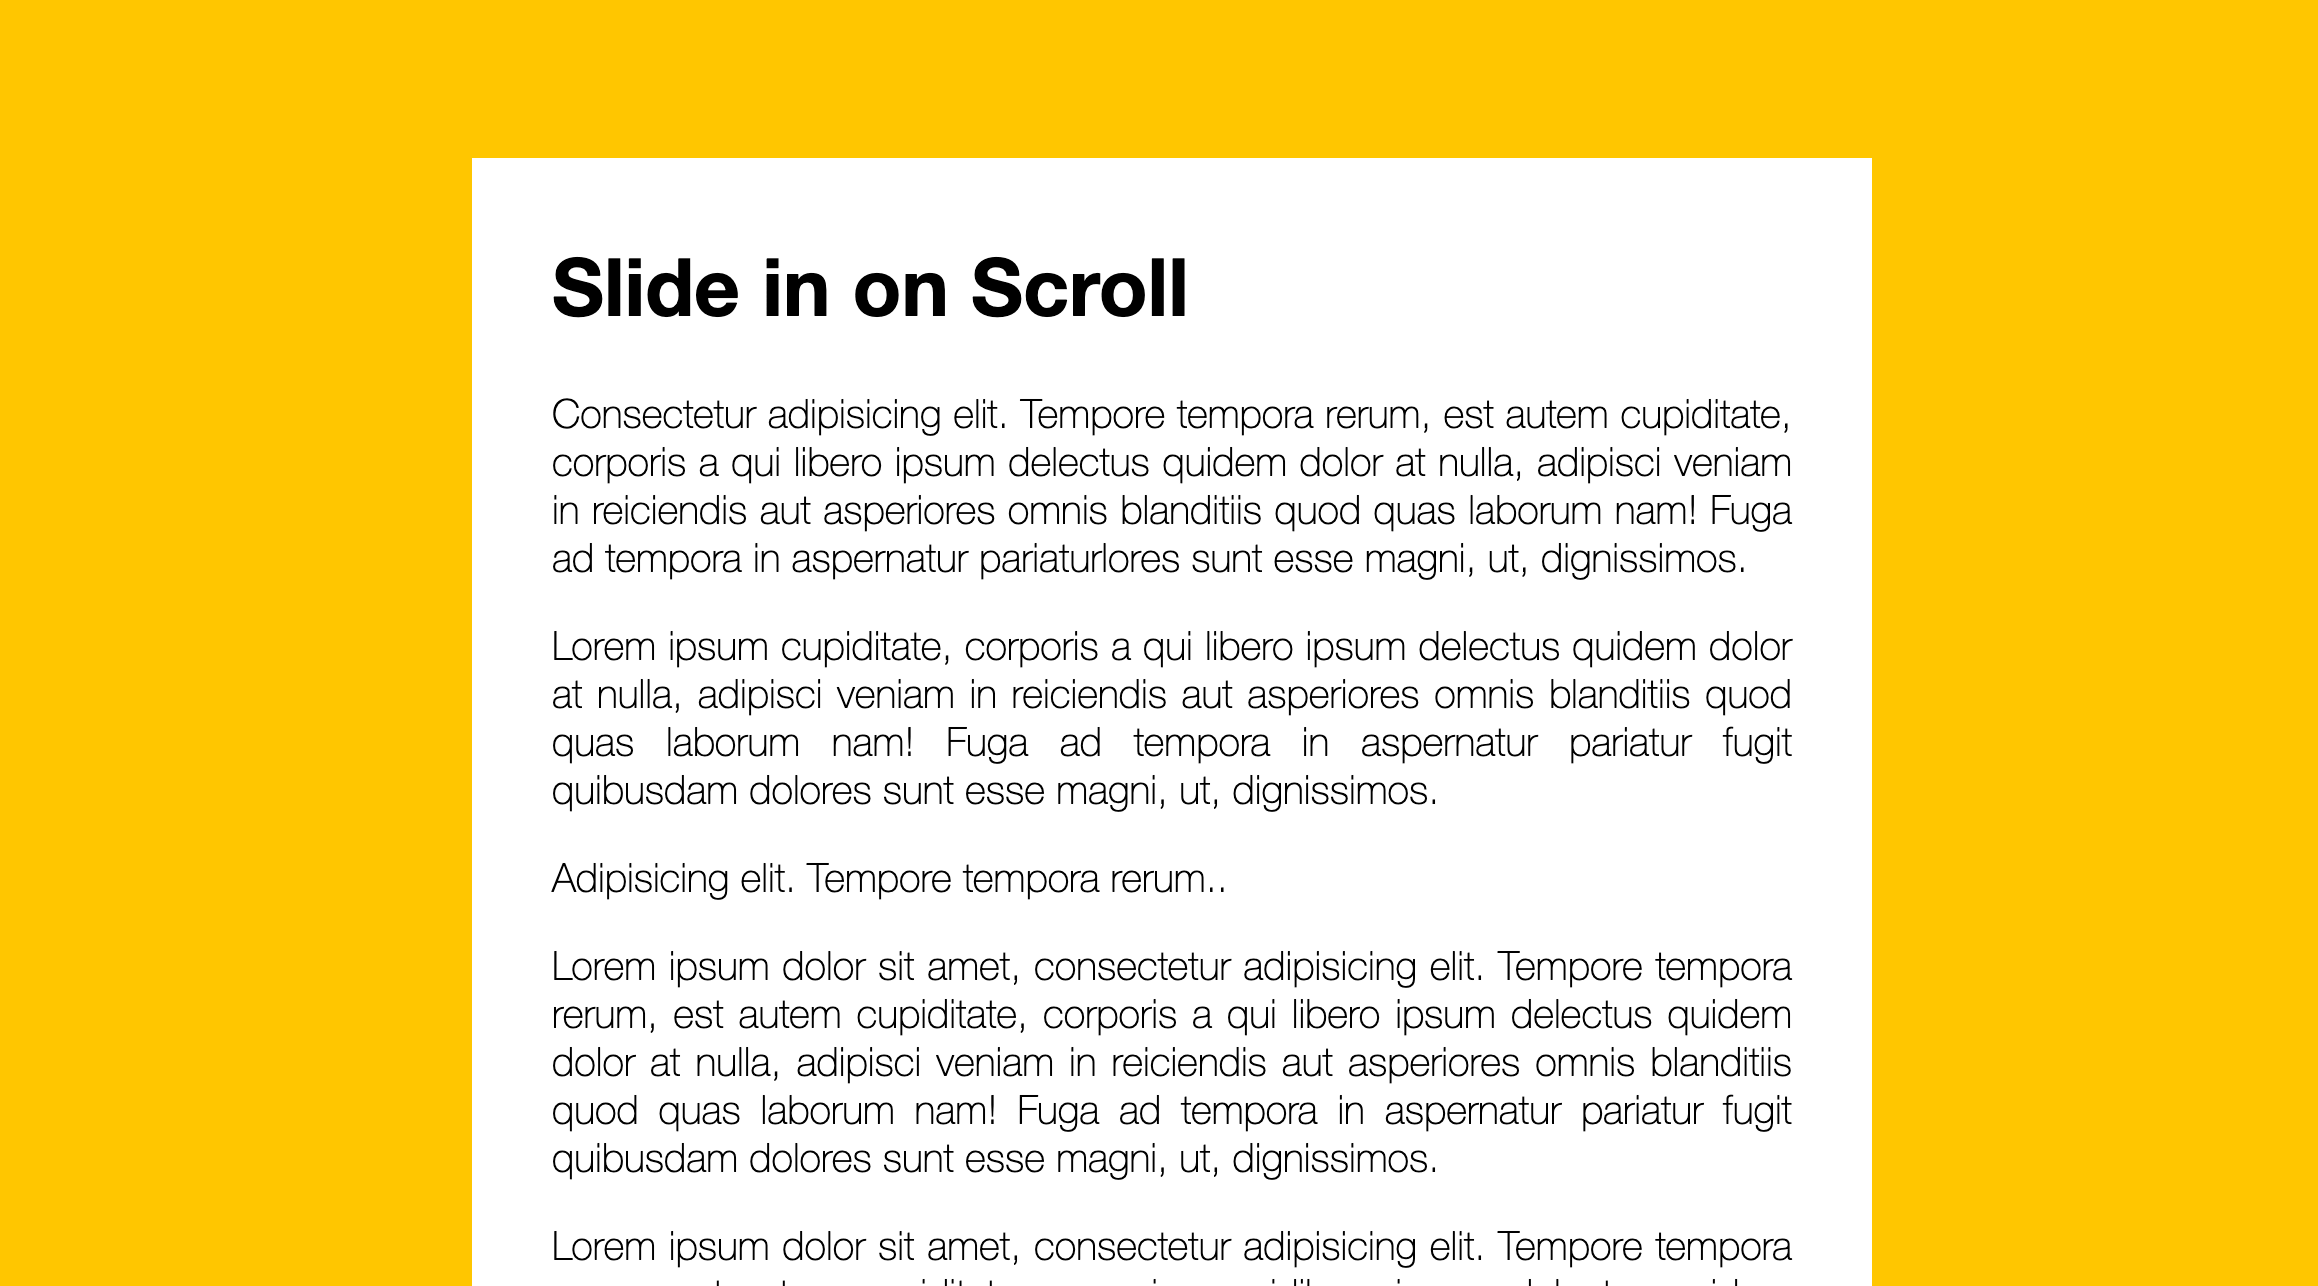 Slide in on Scroll
Consectetur adipisicing elit. Tempore tempora rerum, est autem cupiditate,
corporis a qui libero ipsum delectus quidem dolor at nulla, adipisci veniam
in reiciendis aut asperiores omnis blanditiis quod quas laborum nam! Fuga
ad tempora in aspernatur pariaturlores sunt esse magni, ut, dignissimos.
Lorem ipsum cupiditate, corporis a qui libero ipsum delectus quidem dolor
at nulla, adipisci veniam in reiciendis aut asperiores omnis blanditiis quod
quas laborum nam! Fuga ad tempora in aspernatur pariatur fugit
quibusdam dolores sunt esse magni, ut, dignissimos.
Adipisicing elit. Tempore tempora rerum..
Lorem ipsum dolor sit amet, consectetur adipisicing elit. Tempore tempora
rerum, est autem cupiditate, corporis a qui libero ipsum delectus quidem
dolor at nulla, adipisci veniam in reiciendis aut asperiores omnis blanditiis
quod quas laborum nam! Fuga ad tempora in aspernatur pariatur fugit
quibusdam dolores sunt esse magni, ut, dignissimos.
Lorem ipsum dolor sit amet, consectetur adipisicing elit. Tempore tempora